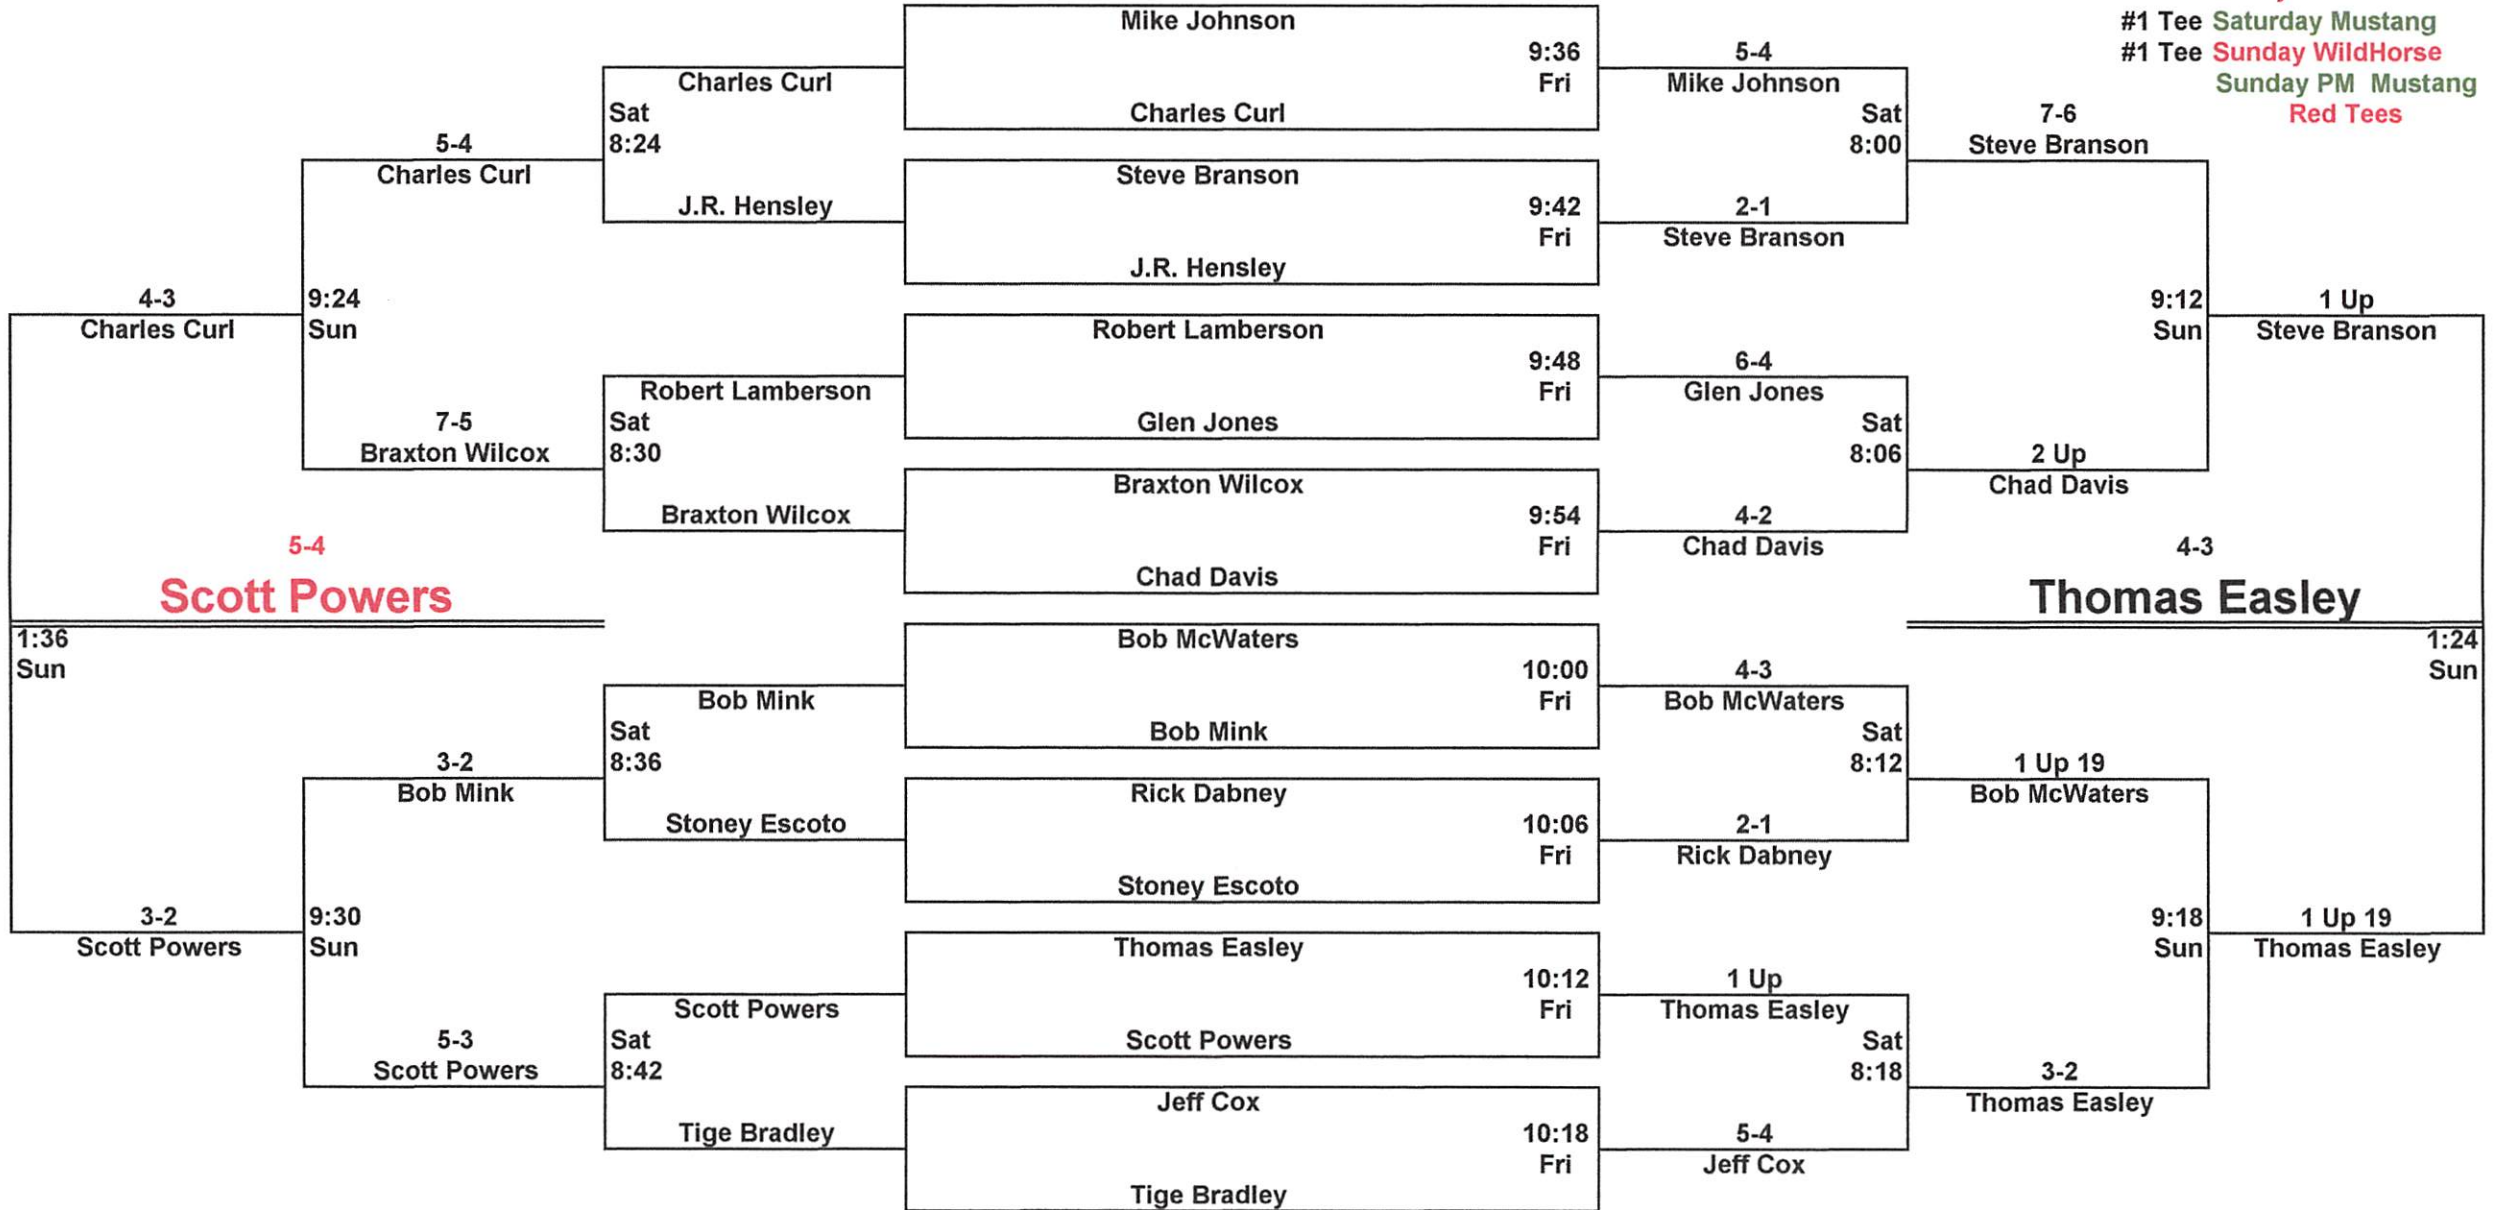 Mike Johnson
#1 Tee Saturday Mustang
9:36
5-4
#1 Tee Sunday WildHorse
Charles Curl
Fri
Mike Johnson
Sunday PM Mustang
Sat
Charles Curl
Sat
7-6
Red Tees
5-4
8:24
8:00
Steve Branson
Charles Curl
Steve Branson
J.R. Hensley
9:42
2-1
Fri
Steve Branson
J.R. Hensley
4-3
9:24
9:12
1 Up
Charles Curl
Sun
Robert Lamberson
Sun
Steve Branson
9:48
6-4
Robert Lamberson
Fri
Glen Jones
7-5
Sat
Glen Jones
Sat
Braxton Wilcox
8:30
8:06
2 Up
Braxton Wilcox
Chad Davis
Braxton Wilcox
9:54
4-2
5-4
Fri
Chad Davis
4-3
Chad Davis
Scott Powers
Thomas Easley
1:36
Bob McWaters
1:24
Sun
10:00
4-3
Sun
Bob Mink
Fri
Bob McWaters
Sat
Bob Mink
Sat
3-2
8:36
8:12
1 Up 19
Bob Mink
Rick Dabney
Bob McWaters
Stoney Escoto
10:06
2-1
Fri
Rick Dabney
Stoney Escoto
3-2
9:30
9:18
1 Up 19
Scott Powers
Sun
Thomas Easley
Sun
Thomas Easley
10:12
1 Up
Scott Powers
Fri
Thomas Easley
5-3
Sat
Scott Powers
Sat
Scott Powers
8:42
8:18
3-2
Jeff Cox
Thomas Easley
Tige Bradley
10:18
5-4
Fri
Jeff Cox
Tige Bradley